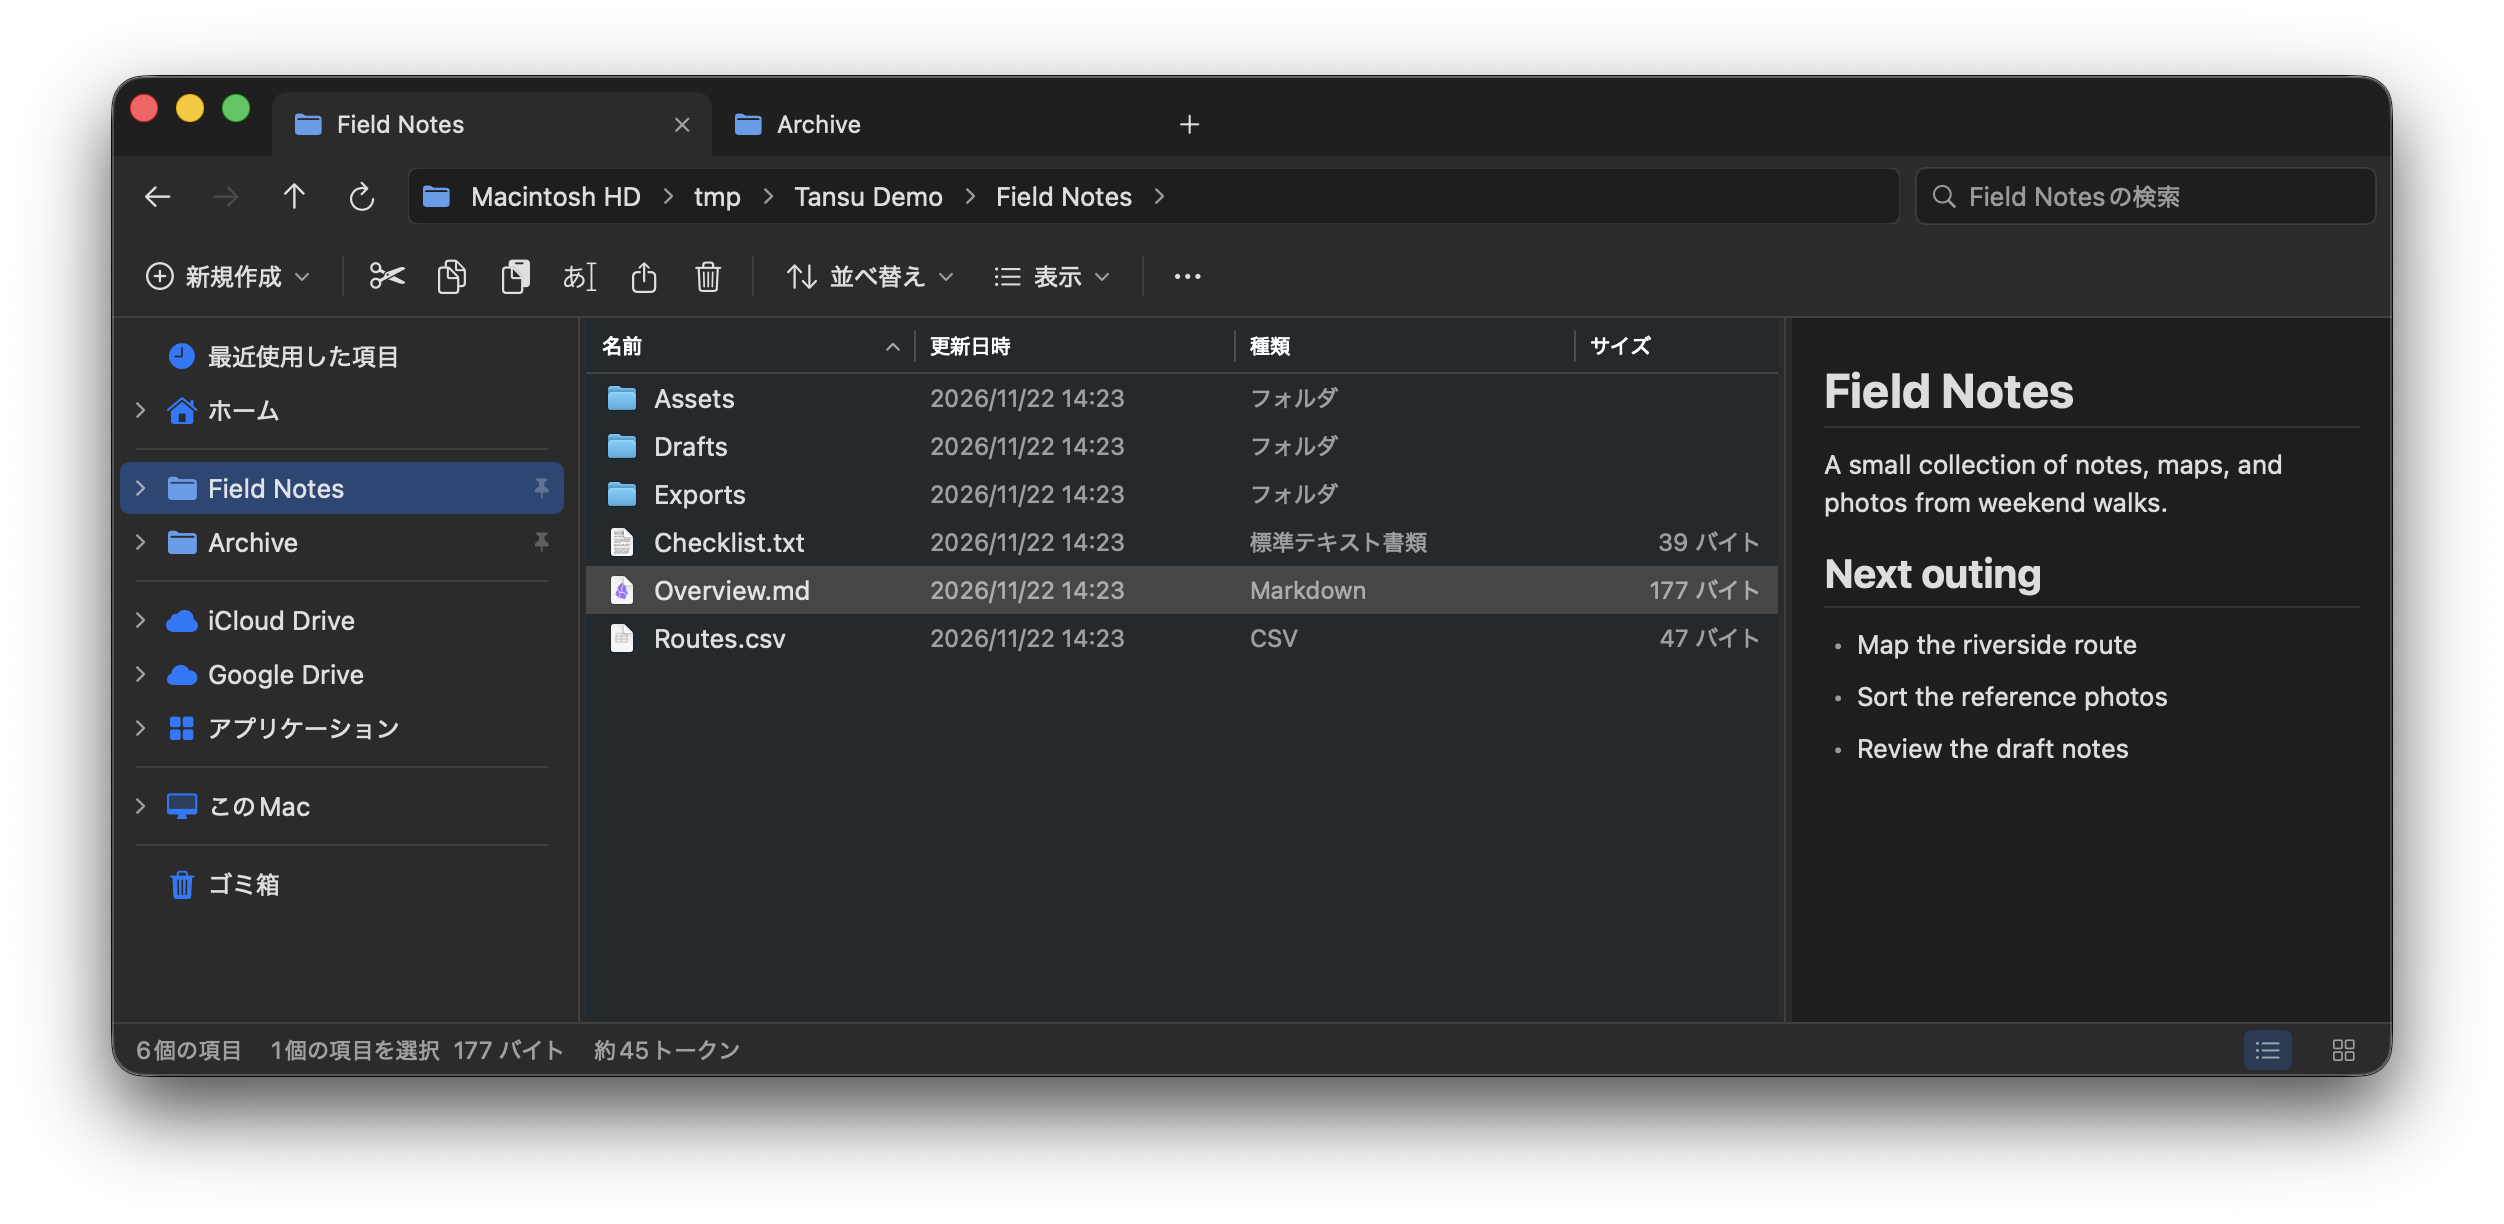 Field Notes
Archive
Macintosh HD > tmp > Tansu Demo > Field Notes >
Field Notesの検索
新規作成
あ
並べ替え
表示
最近使用した項目
ホーム
Field Notes
Archive
iCloud Drive
Google Drive
アプリケーション
このMac
ゴミ箱
名前 更新日時 種類 サイズ
Assets 2026/11/22 14:23 フォルダ
Drafts 2026/11/22 14:23 フォルダ
Exports 2026/11/22 14:23 フォルダ
Checklist.txt 2026/11/22 14:23 標準テキスト書類 39 バイト
Overview.md 2026/11/22 14:23 Markdown 177 バイト
Routes.csv 2026/11/22 14:23 CSV 47 バイト
Field Notes
A small collection of notes, maps, and
photos from weekend walks.
Next outing
• Map the riverside route
• Sort the reference photos
• Review the draft notes
6個の項目 1個の項目を選択 177 バイト 約45トークン